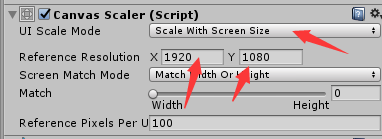 Canvas Scaler (Script)
UI Scale Mode Scale With Screen Size
Reference Resolution X 1920 Y 1080
Screen Match Mode Match Width Or Height
Match 0
Width Height
Reference Pixels Per U 100